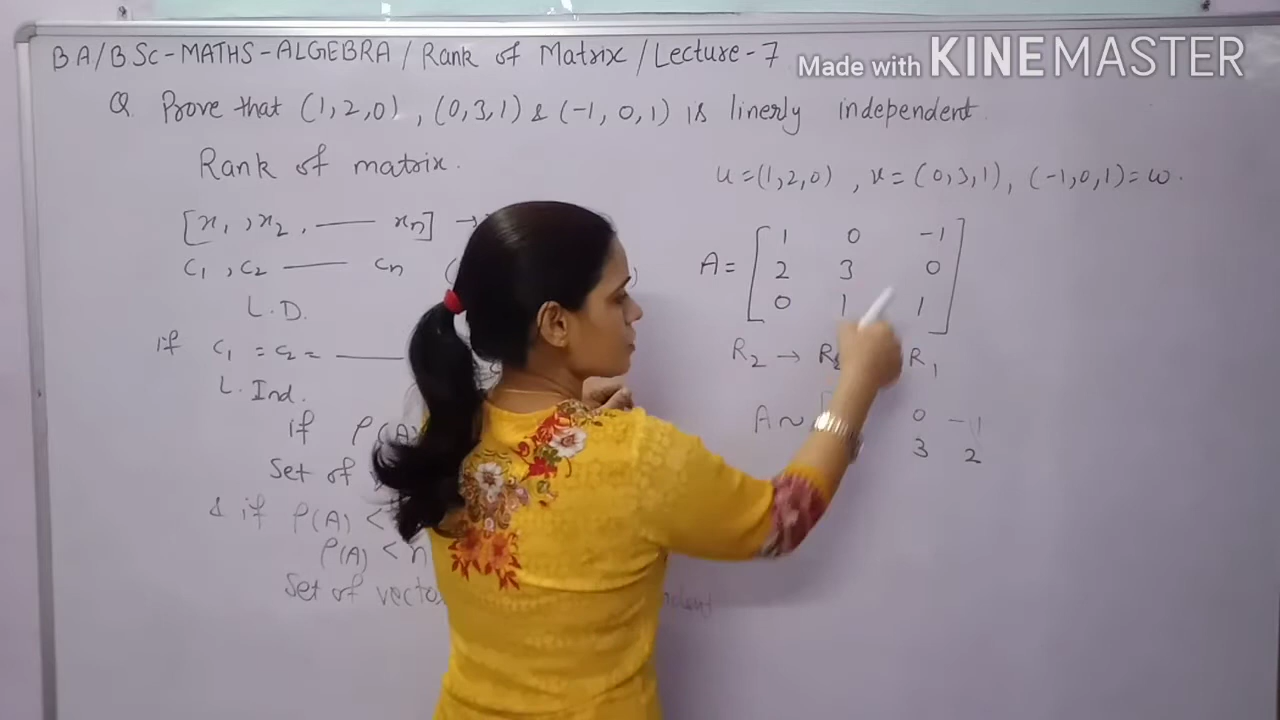 BA/BSc-MATHS-ALGEBRA / Rank of Matrix / Lecture-7
Made with KINEMASTER
Q. Prove that (1,2,0), (0,3,1) & (-1, 0,1) is linerly independent
Rank of matrix.
[x₁, x₂, —— xₙ] →
c₁, c₂ —— cₙ (
L.D.
if c₁ = c₂ = ——
L. Ind.
if ρ(A)
Set of
& if ρ(A) <
ρ(A) < n
Set of
u = (1,2,0), v = (0,3,1), (-1,0,1) = w.
A = [ 1 0 -1
2 3 0
0 1 1 ]
R₂ → R₁
A ~ [ 0 -1
3 2